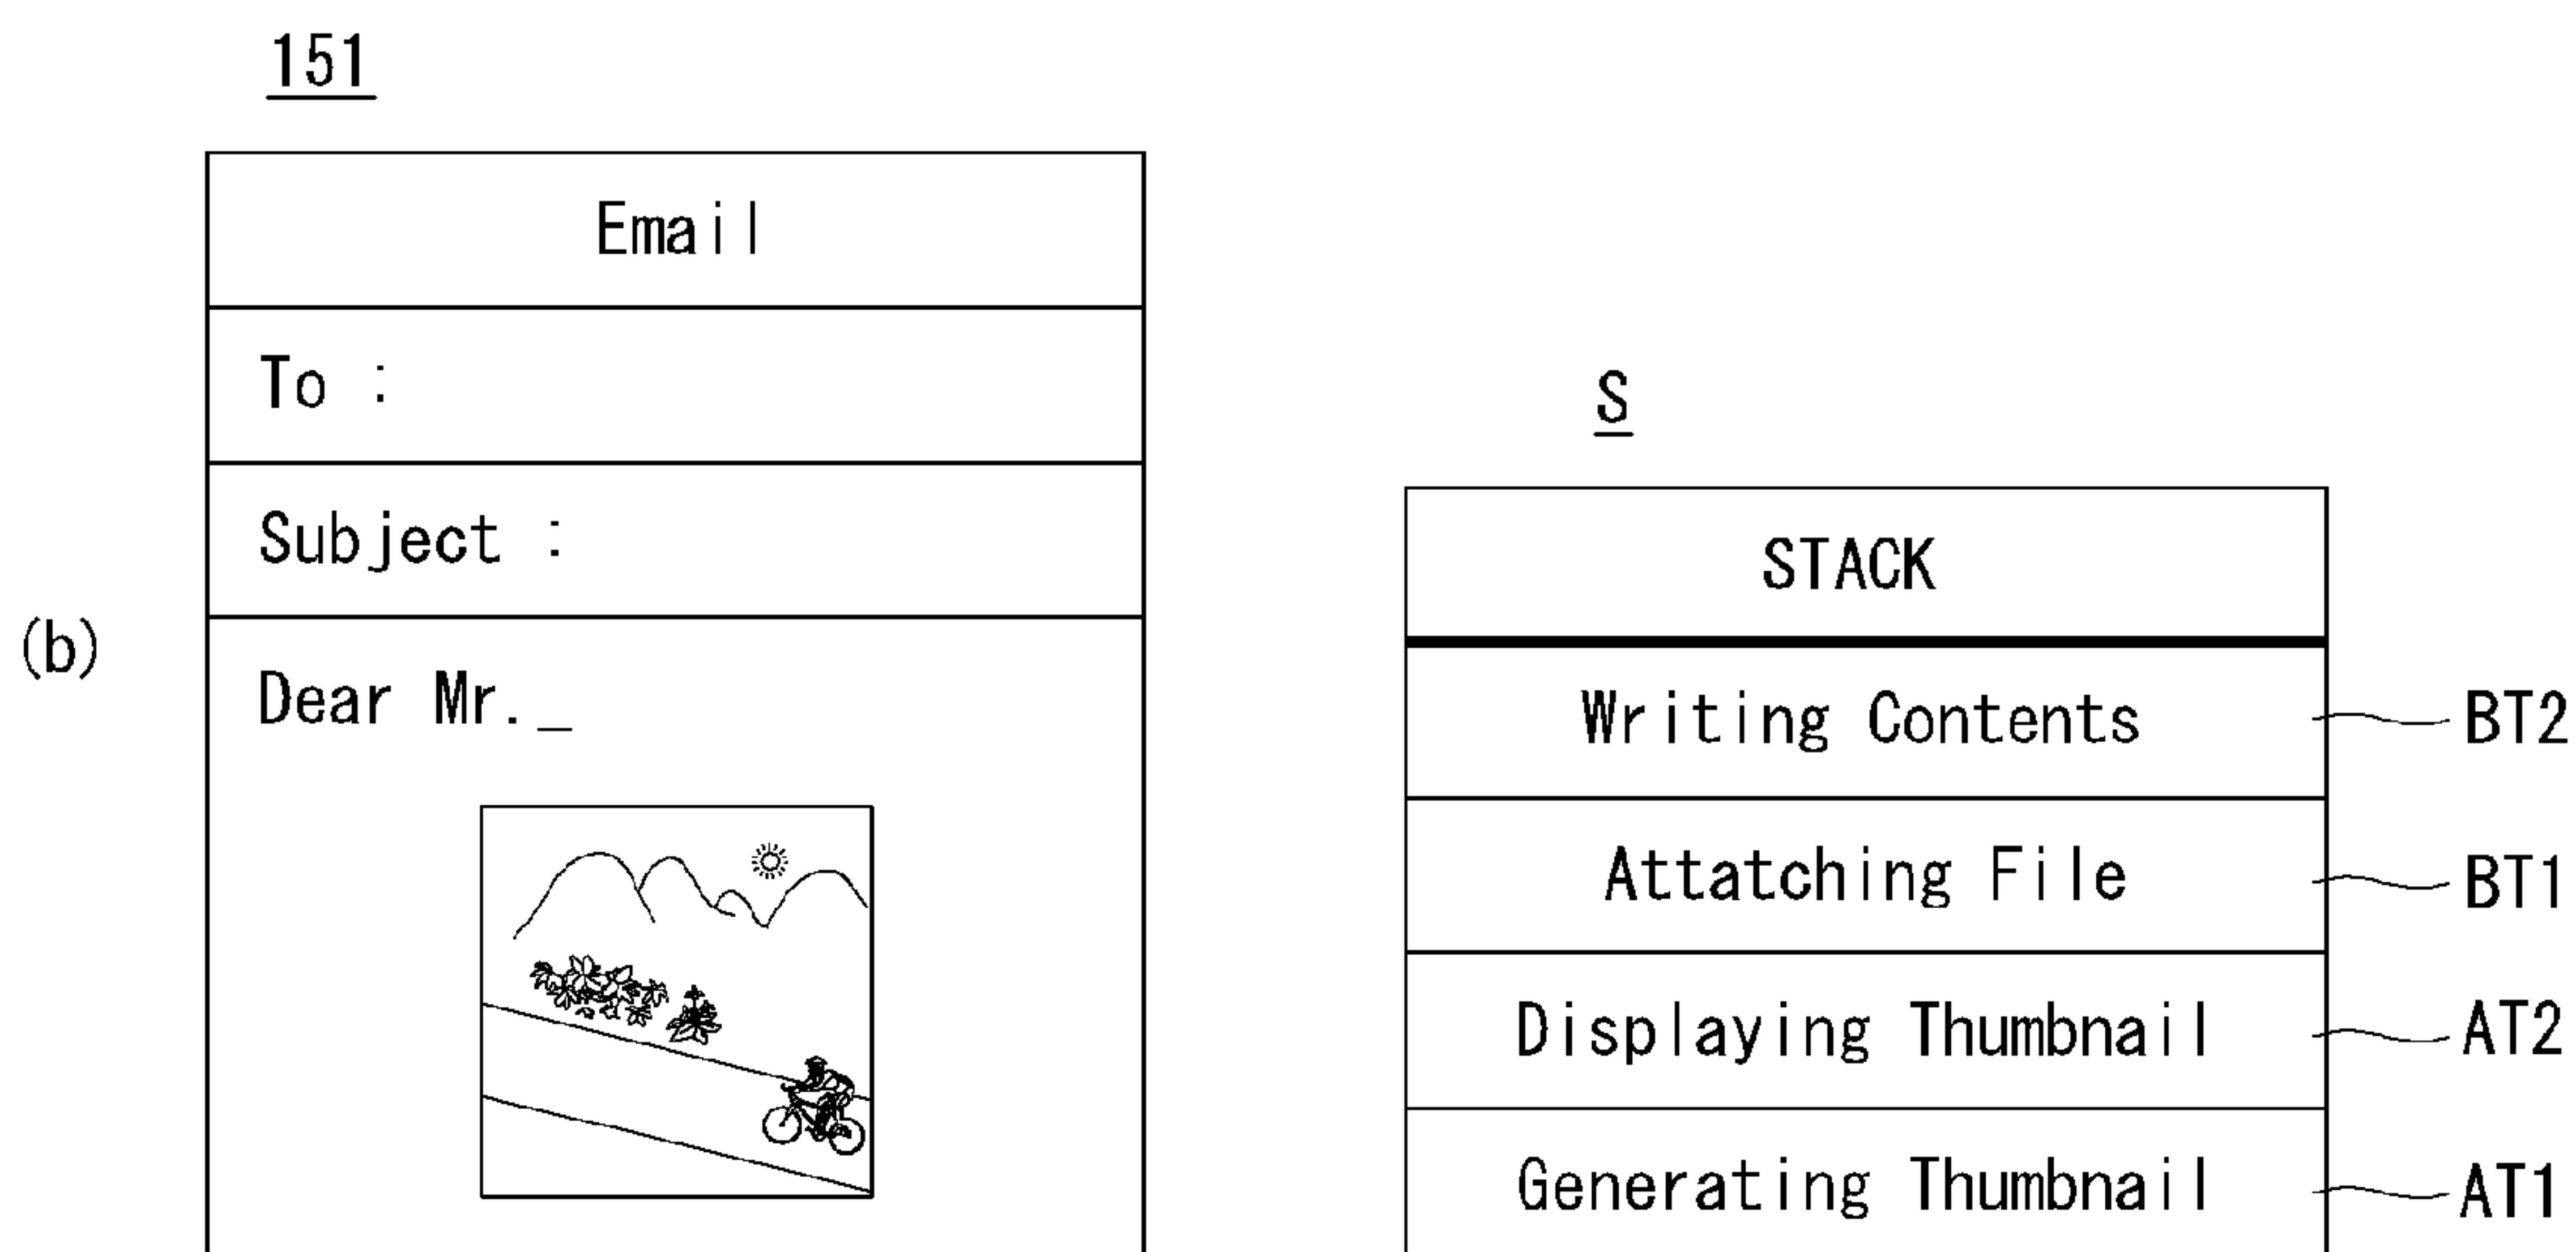 151
Email
To :
Subject :
(b)
Dear Mr._
S
STACK
Writing Contents BT2
Attatching File BT1
Displaying Thumbnail AT2
Generating Thumbnail AT1